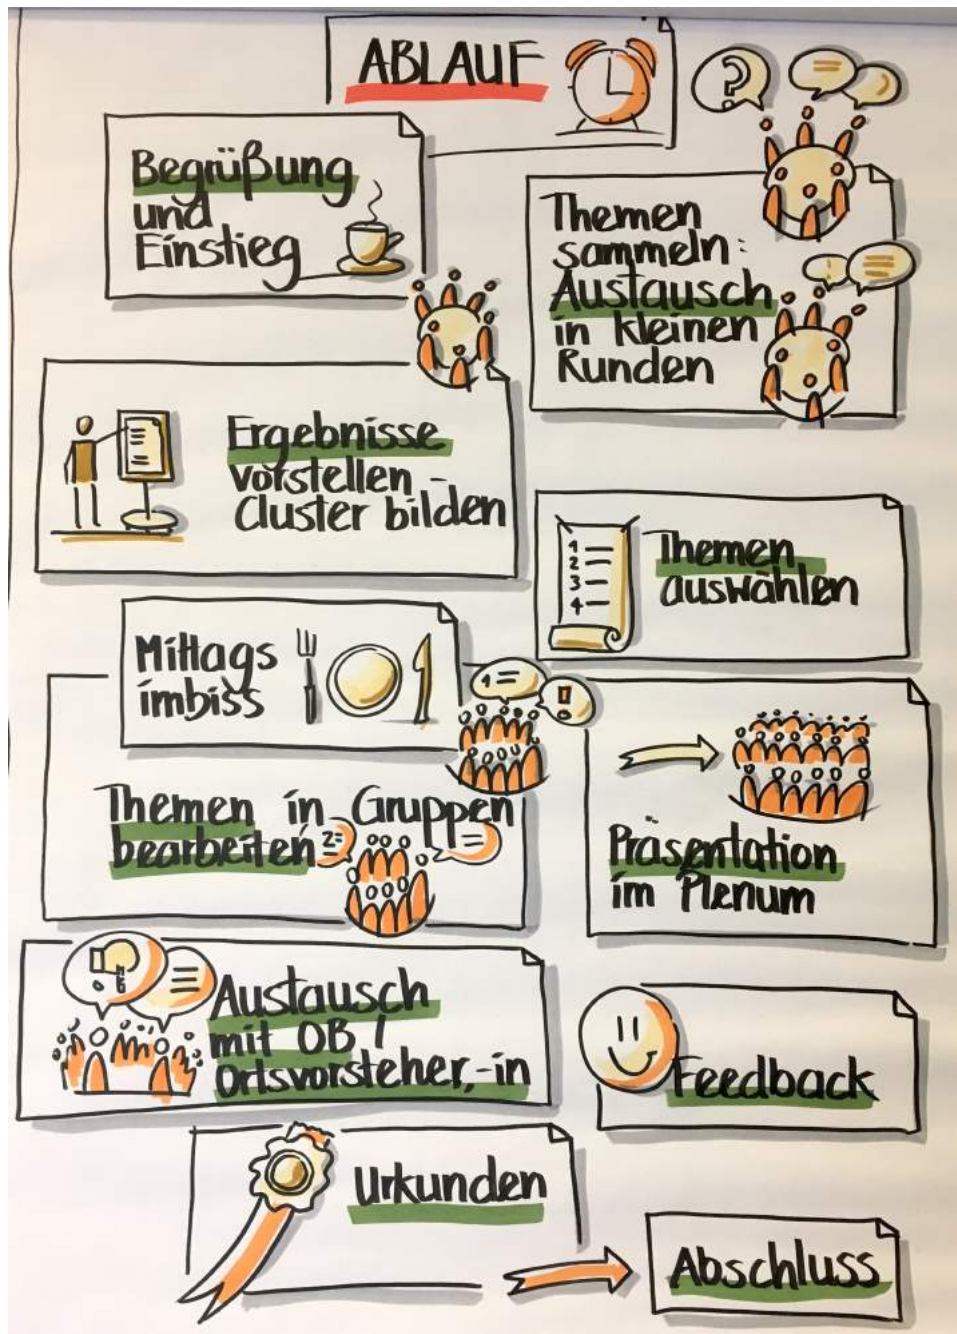 ABLAUF
Begrüßung
und
Einstieg
Themen
sammeln:
Austausch
in kleinen
Runden
Ergebnisse
vorstellen -
Cluster bilden
1
2
3
4
Themen
auswählen
Mittags
imbiss
Themen in Gruppen
bearbeiten
Präsentation
im Plenum
Austausch
mit OB /
Ortsvorsteher,-in
Feedback
Urkunden
Abschluss